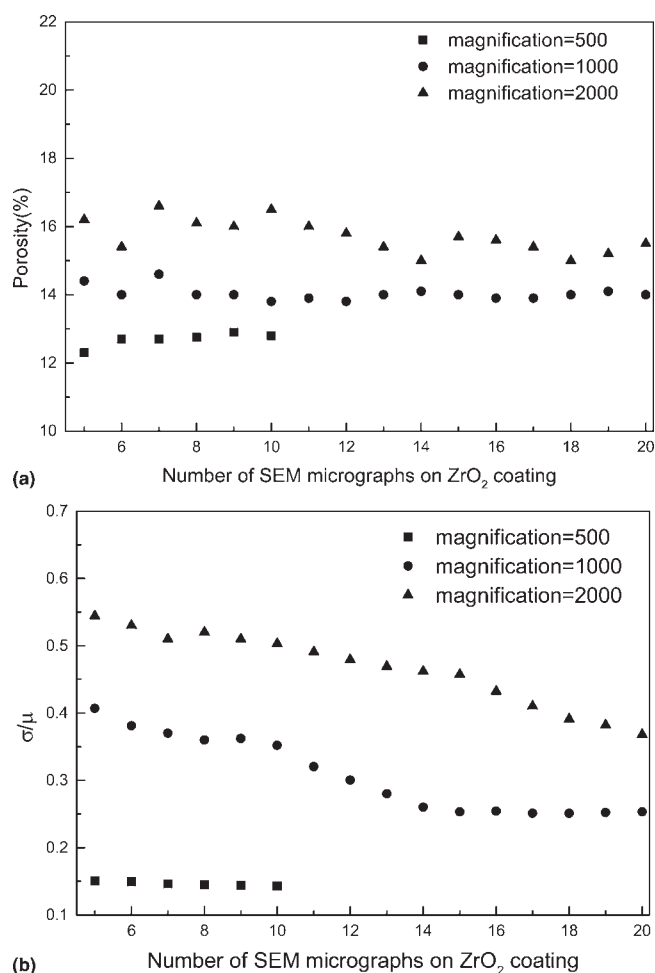 22
20
18
16
14
12
10
Porosity(%)
magnification=500
magnification=1000
magnification=2000
6 8 10 12 14 16 18 20
(a) Number of SEM micrographs on ZrO₂ coating
0.7
0.6
0.5
0.4
0.3
0.2
0.1
σ/μ
magnification=500
magnification=1000
magnification=2000
6 8 10 12 14 16 18 20
(b) Number of SEM micrographs on ZrO₂ coating